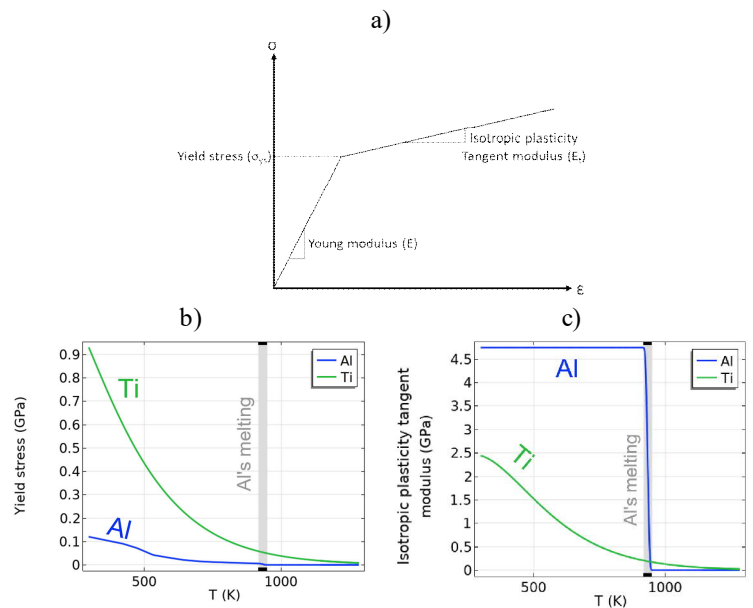 a)
σ
Isotropic plasticity
Yield stress (σys)
Tangent modulus (Et)
Young modulus (E)
ε
b)
c)
0.9
0.8
0.7
0.6
0.5
0.4
0.3
0.2
0.1
0
Yield stress (GPa)
Ti
Al
Al's melting
Al
Ti
500
1000
T (K)
4.5
4
3.5
3
2.5
2
1.5
1
0.5
0
Isotropic plasticity tangent
modulus (GPa)
Al
Ti
Al's melting
Al
Ti
500
1000
T (K)